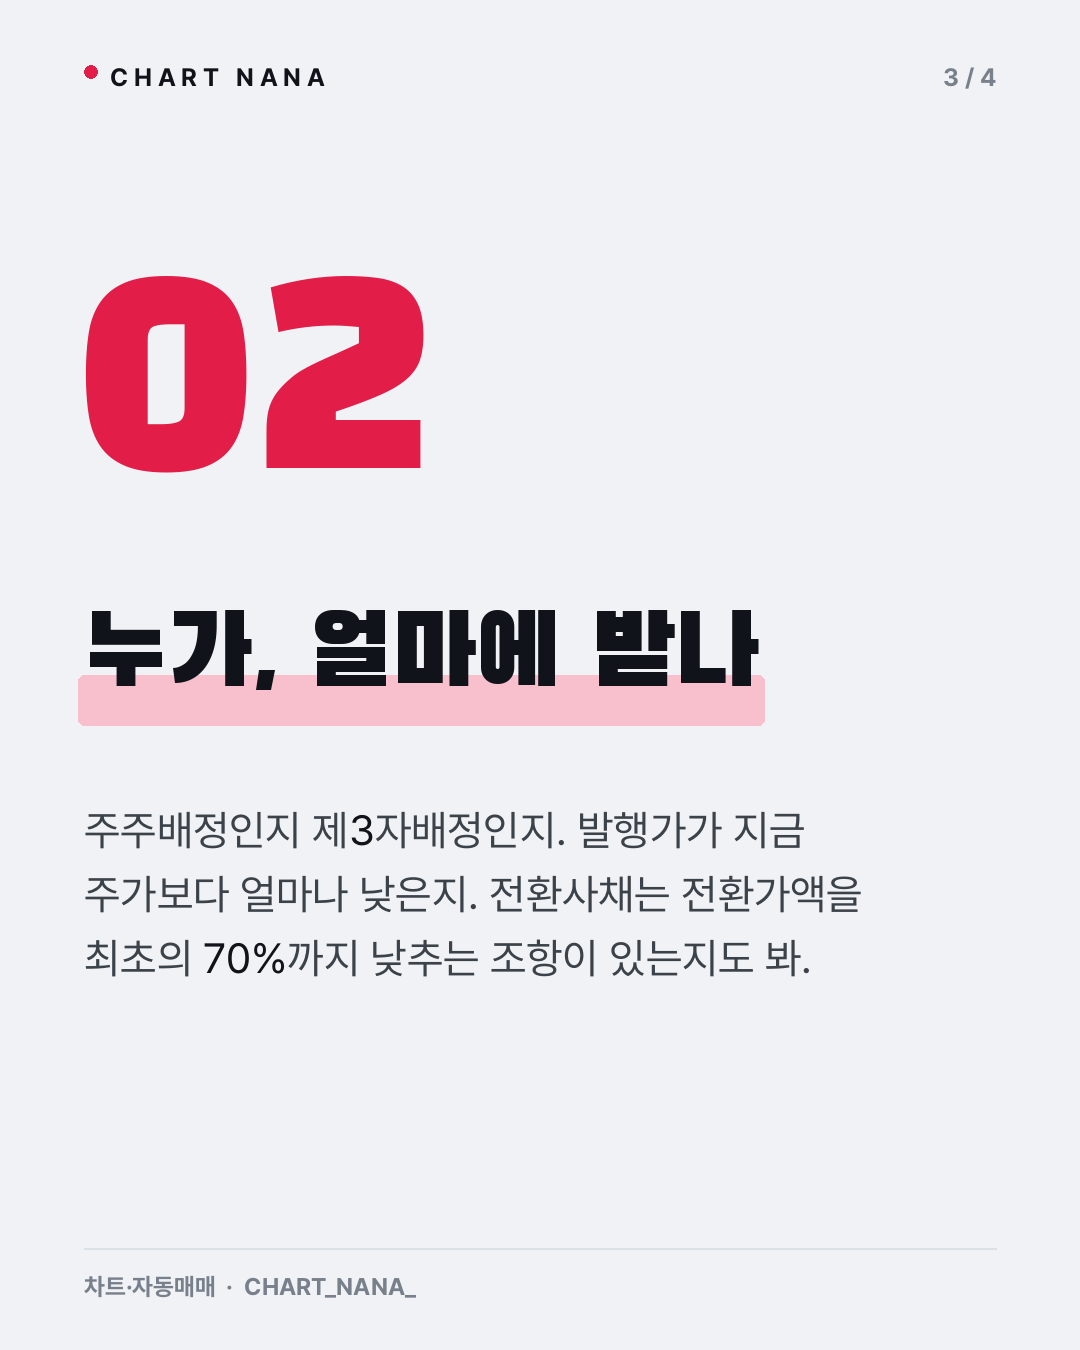 CHART NANA
3 / 4
02
누가, 얼마에 받나
주주배정인지 제3자배정인지. 발행가가 지금
주가보다 얼마나 낮은지. 전환사채는 전환가액을
최초의 70%까지 낮추는 조항이 있는지도 봐.
차트·자동매매 · CHART_NANA_